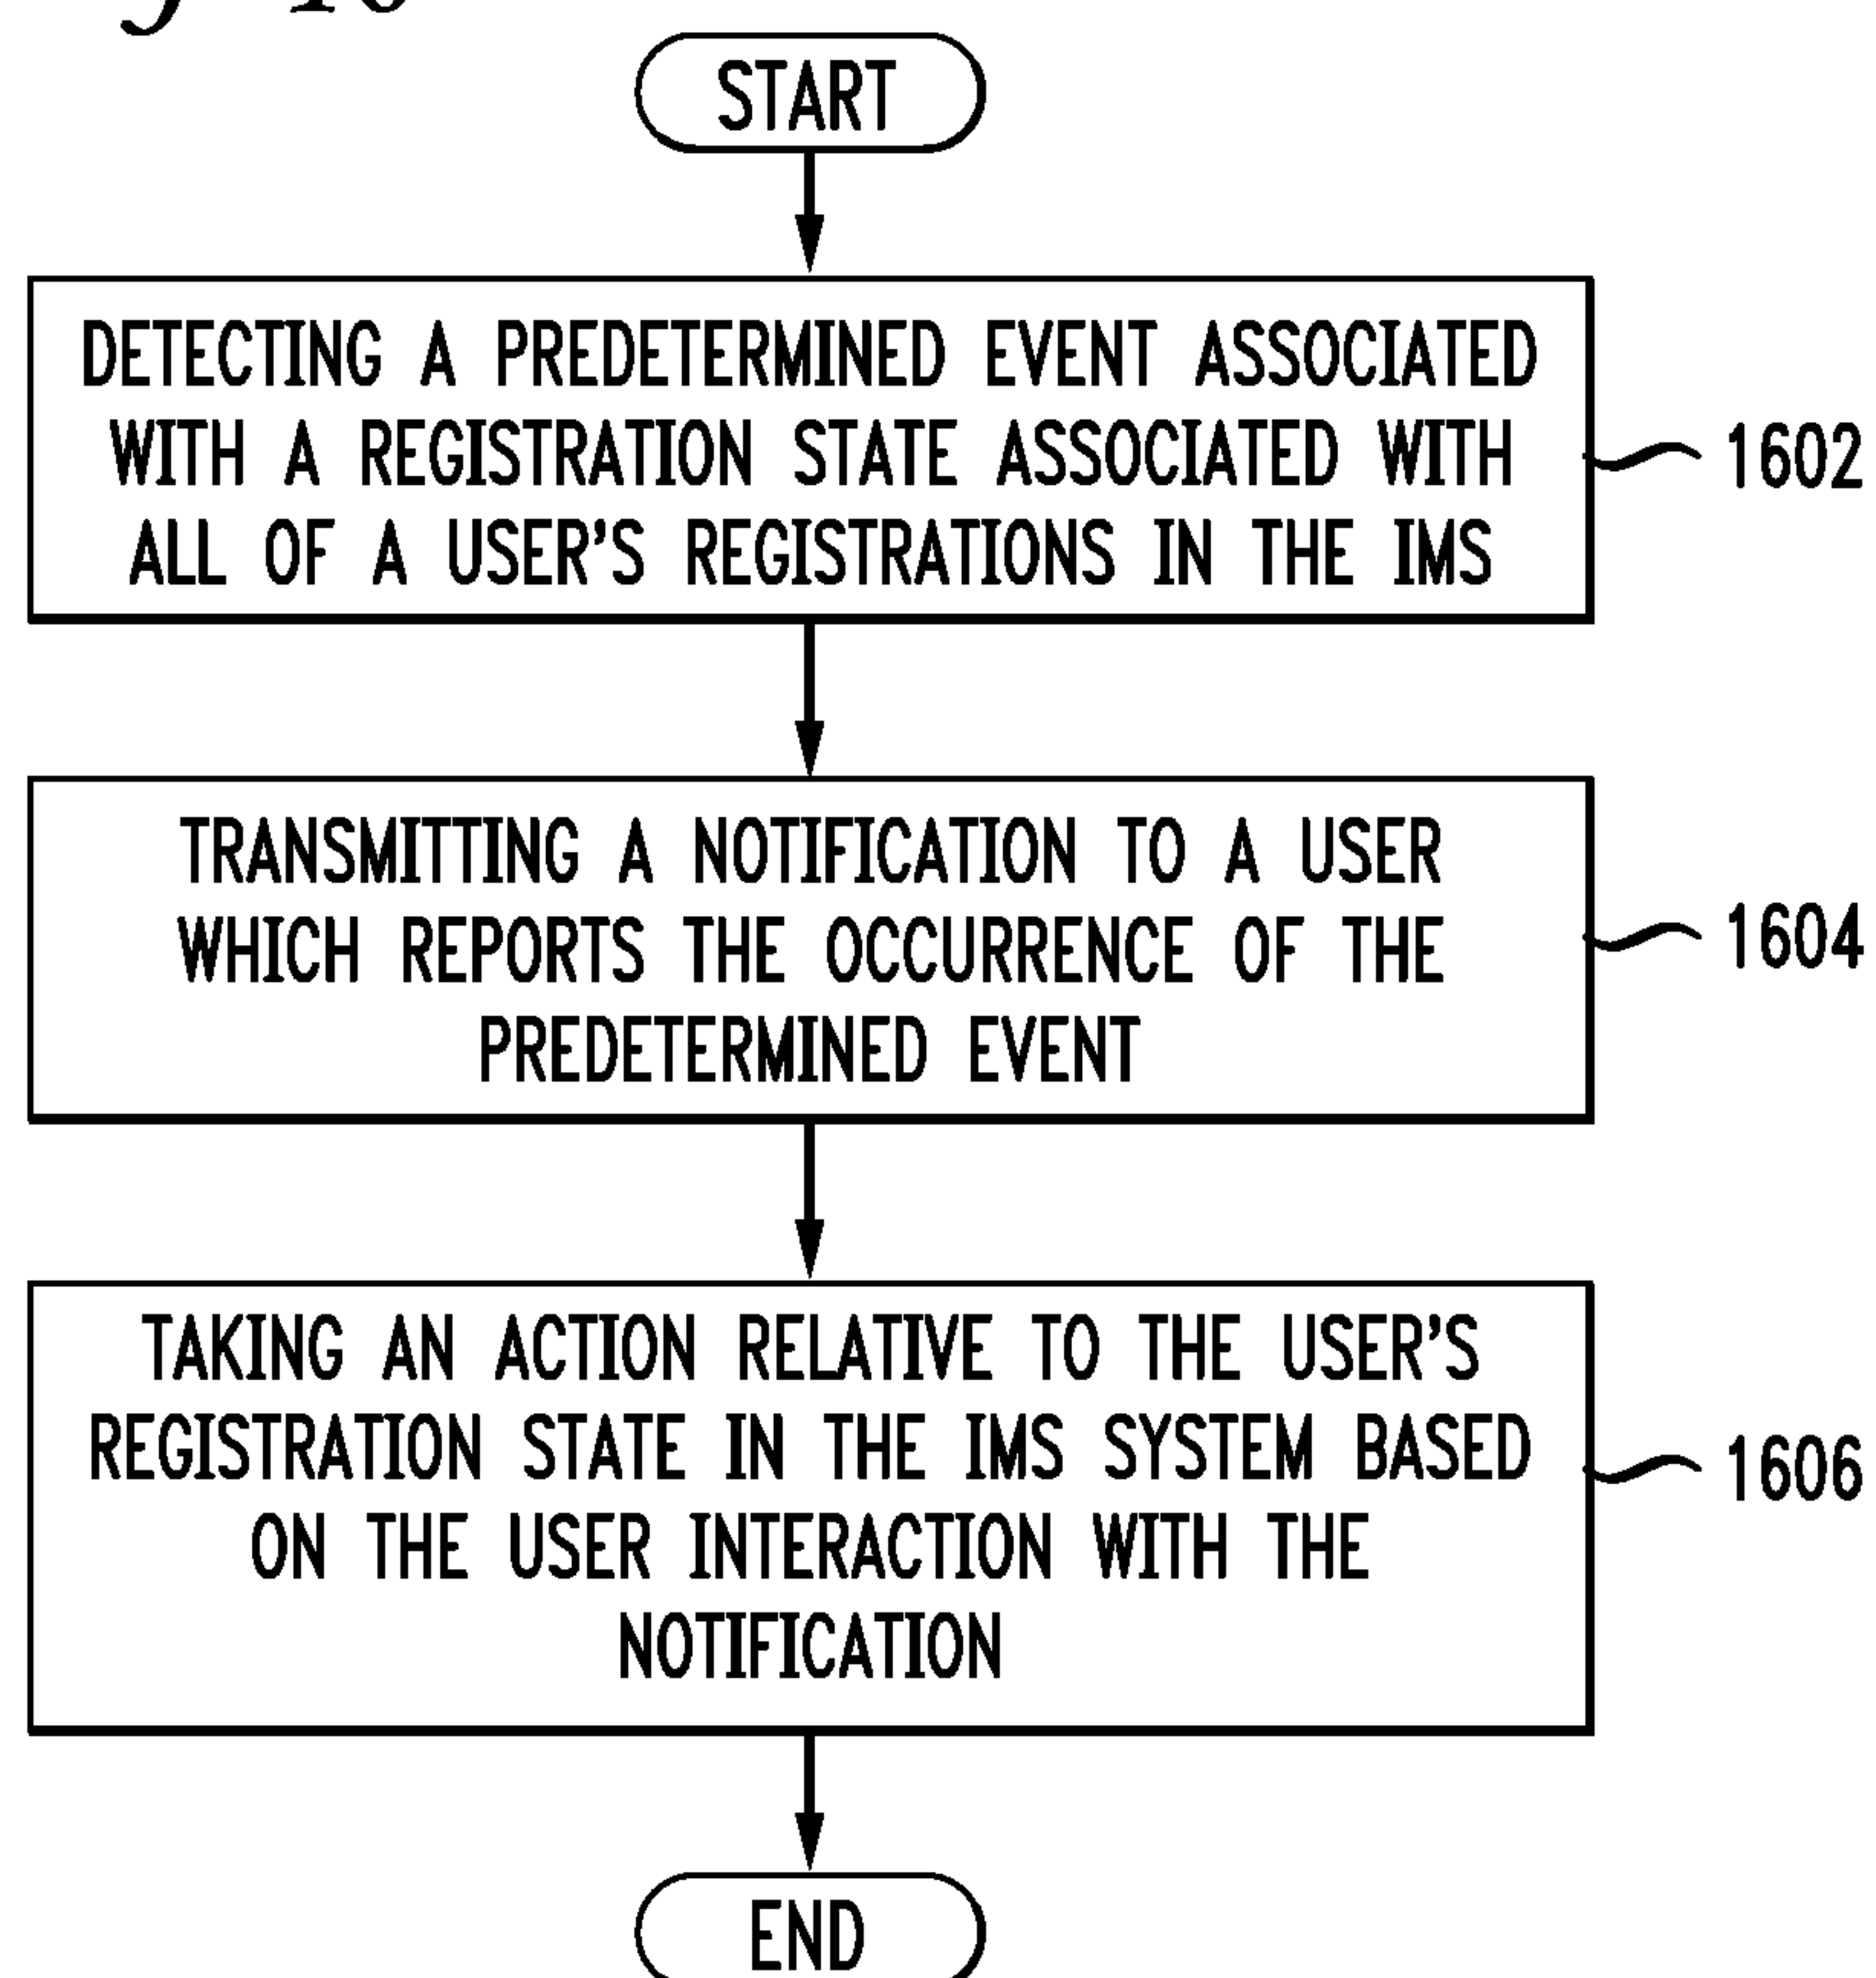 START
DETECTING A PREDETERMINED EVENT ASSOCIATED
WITH A REGISTRATION STATE ASSOCIATED WITH
ALL OF A USER'S REGISTRATIONS IN THE IMS
1602
TRANSMITTING A NOTIFICATION TO A USER
WHICH REPORTS THE OCCURRENCE OF THE
PREDETERMINED EVENT
1604
TAKING AN ACTION RELATIVE TO THE USER'S
REGISTRATION STATE IN THE IMS SYSTEM BASED
ON THE USER INTERACTION WITH THE
NOTIFICATION
1606
END